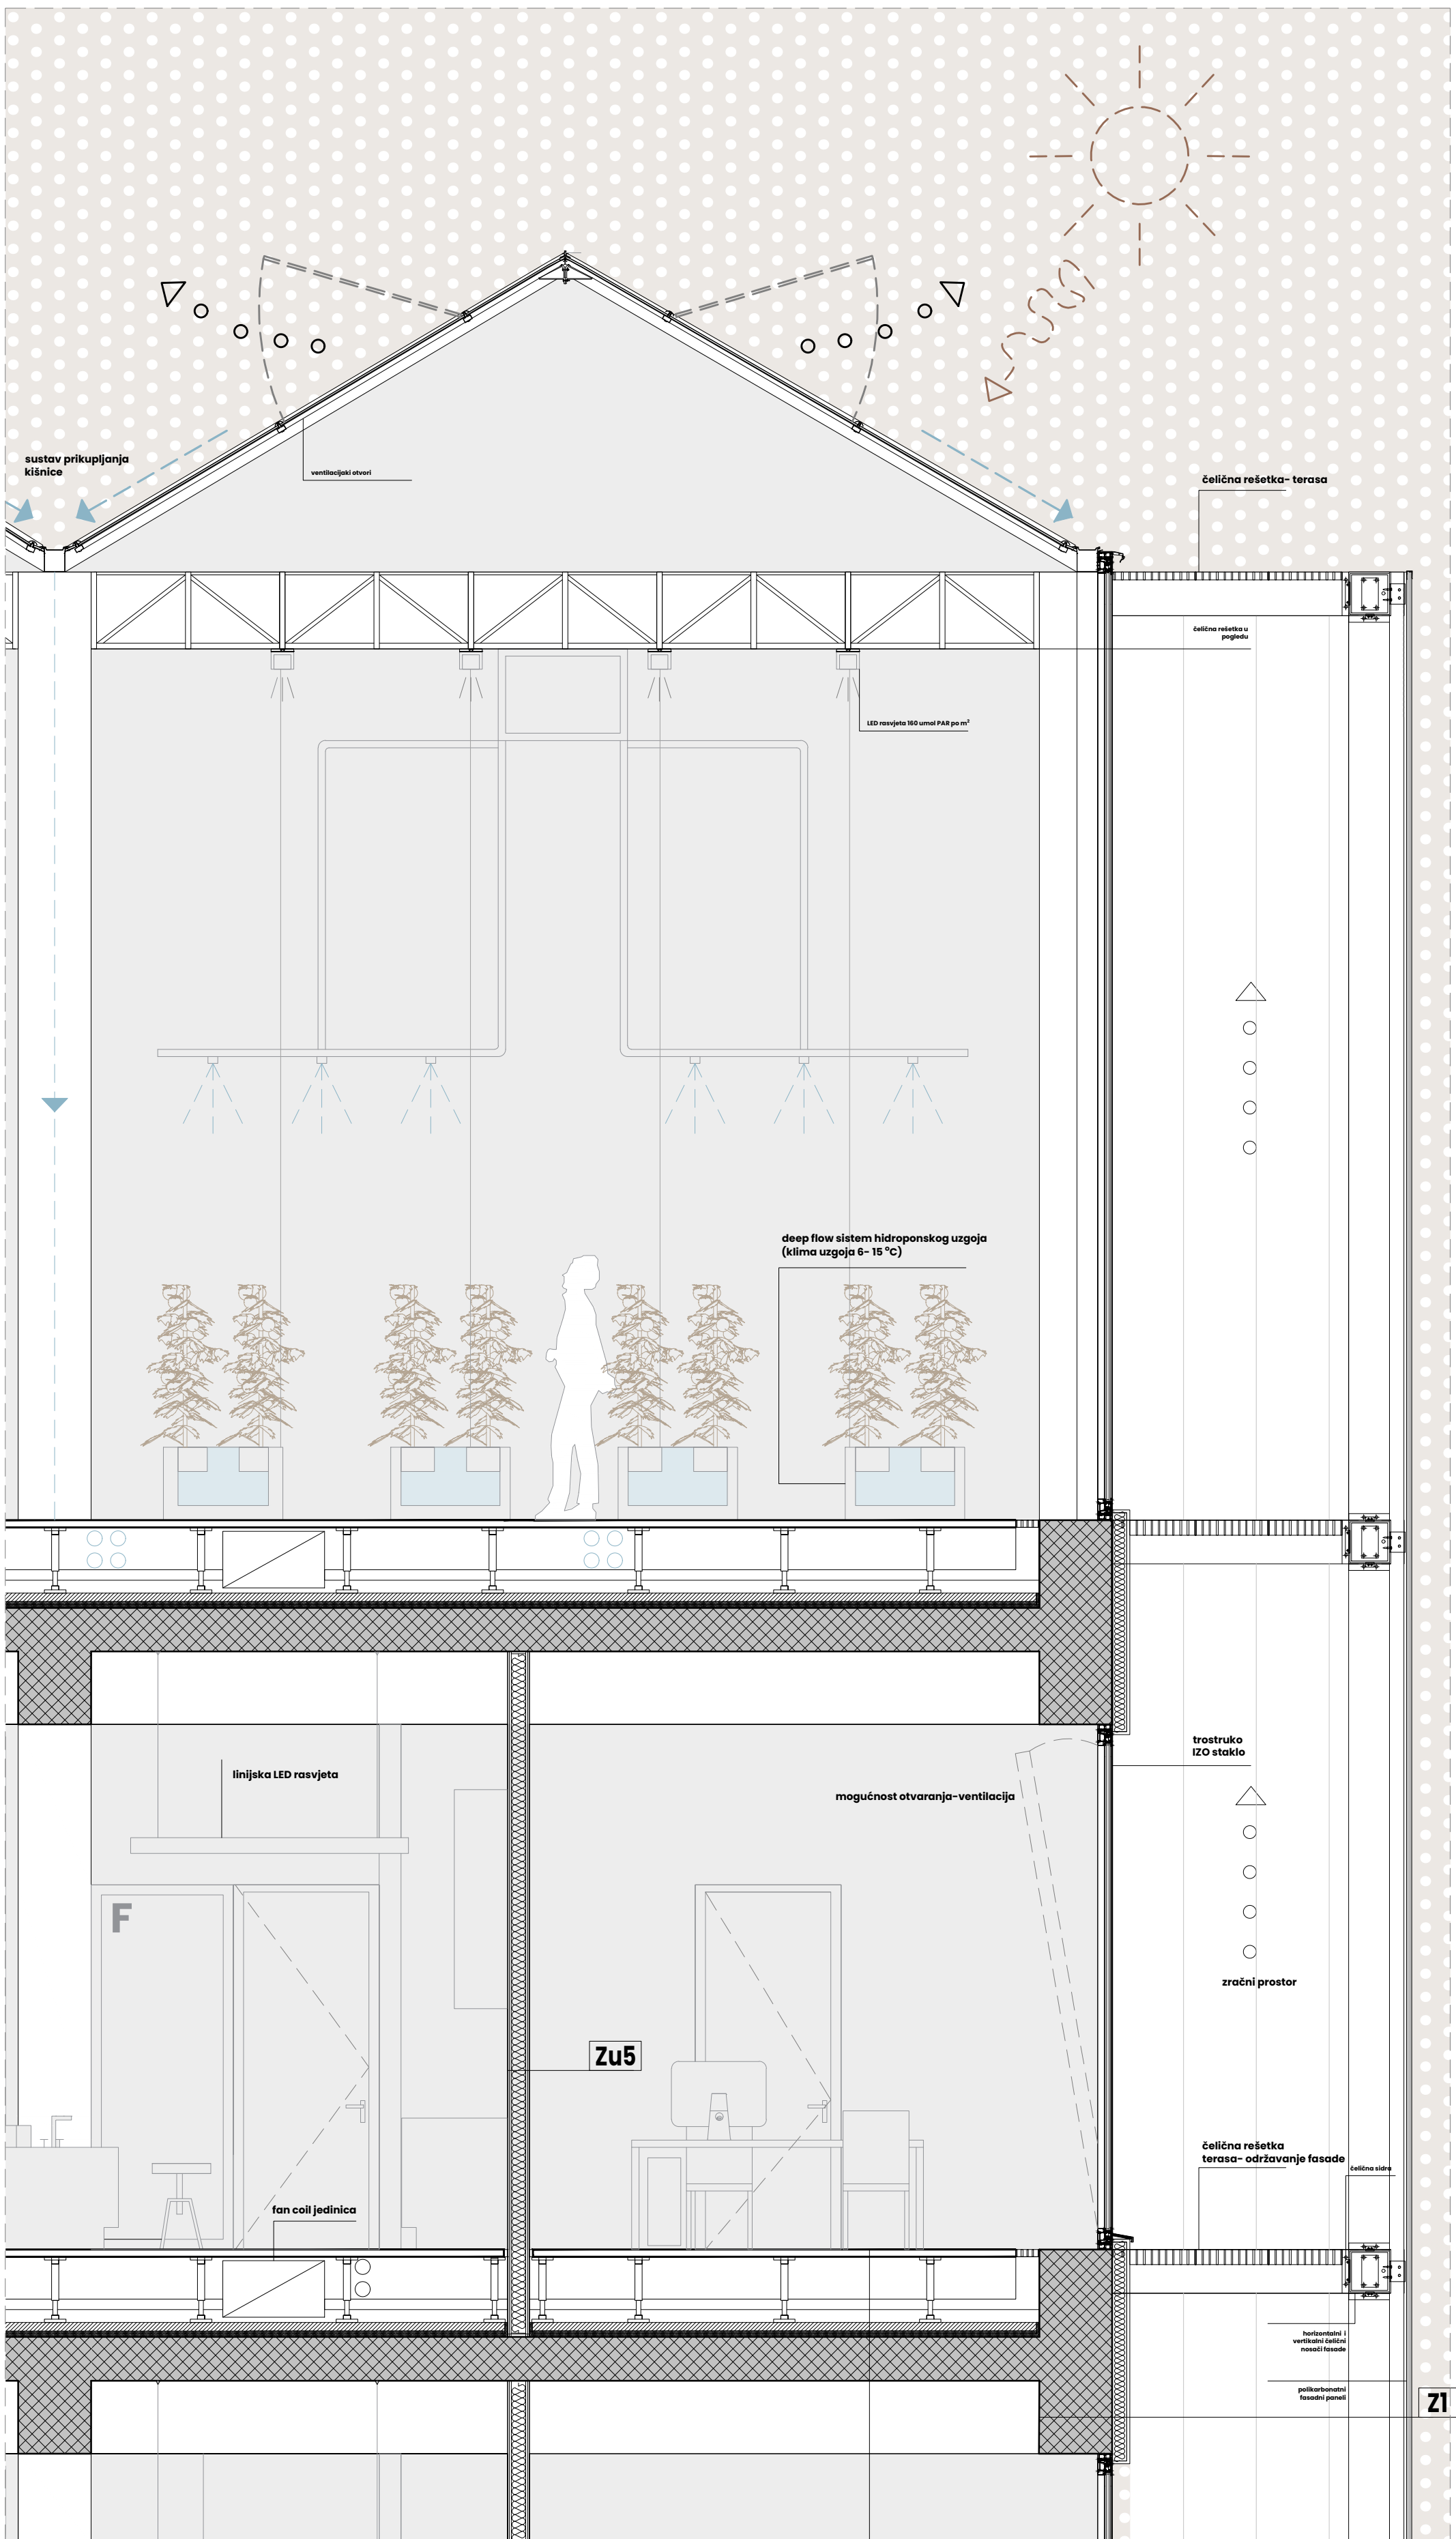 sustav prikupljanja
kišnice
ventilacijaki otvori
čelična rešetka- terasa
čelična rešetka u
pogledu
LED rasvjeta 160 umol PAR po m²
deep flow sistem hidroponskog uzgoja
(klima uzgoja 6- 15 °C)
trostruko
IZO staklo
linijska LED rasvjeta
mogućnost otvaranja-ventilacija
F
zračni prostor
Zu5
čelična rešetka
terasa- održavanje fasade
čelična sidra
fan coil jedinica
horizontalni i
vertikalni čelični
nosači fasade
polikarbonatni
fasadni paneli
Z1